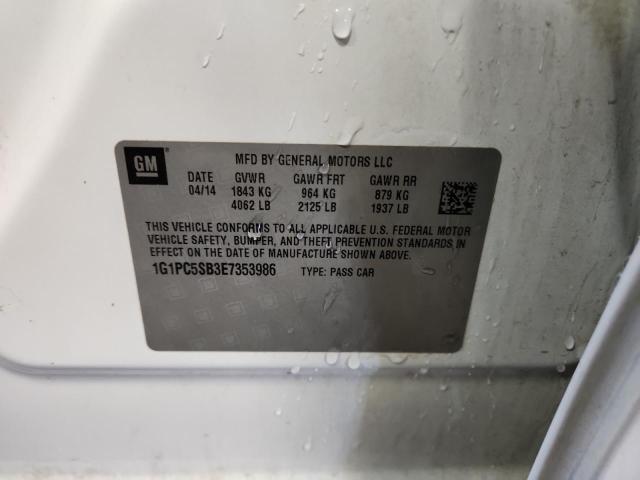 GM
MFD BY GENERAL MOTORS LLC
DATE GVWR GAWR FRT GAWR RR
04/14 1843 KG 964 KG 879 KG
4062 LB 2125 LB 1937 LB
THIS VEHICLE CONFORMS TO ALL APPLICABLE U.S. FEDERAL MOTOR
VEHICLE SAFETY, BUMPER, AND THEFT PREVENTION STANDARDS IN
EFFECT ON THE DATE OF MANUFACTURE SHOWN ABOVE.
1G1PC5SB3E7353986 TYPE: PASS CAR